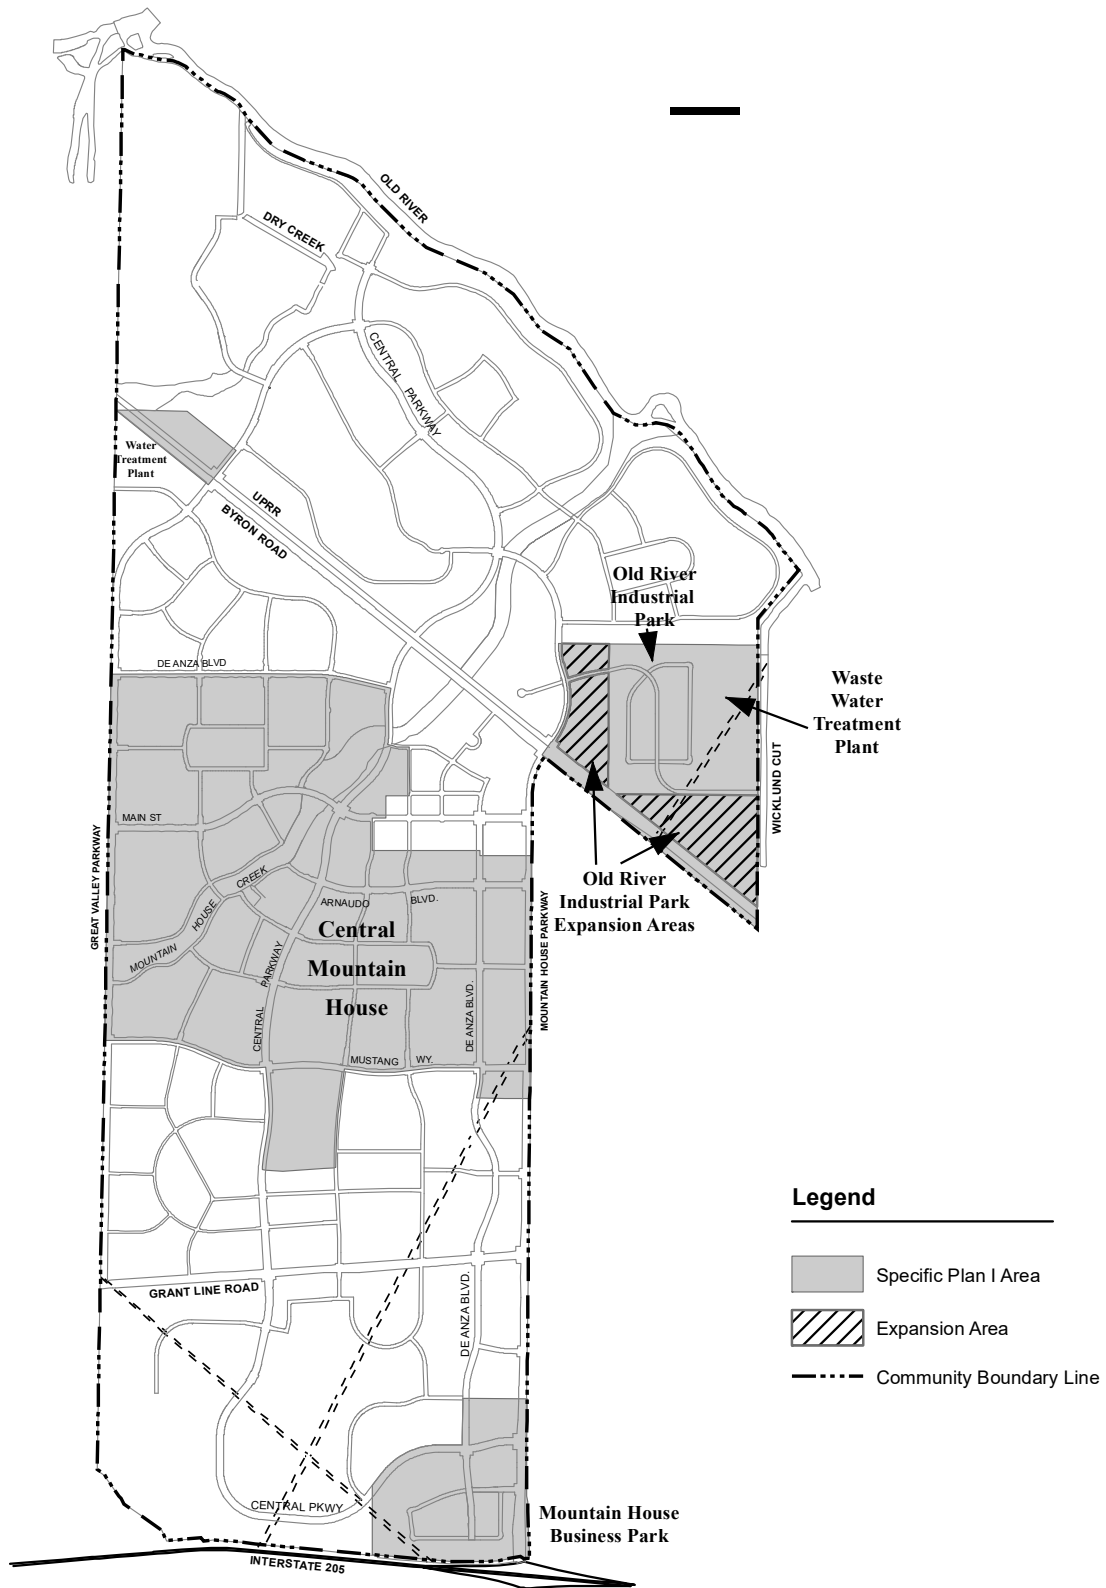 OLD RIVER
DRY CREEK
CENTRAL PARKWAY
Water
Treatment
Plant
UPRR
BYRON ROAD
Old River
Industrial
Park
DE ANZA BLVD
Waste
Water
Treatment
Plant
WICKLUND CUT
MAIN ST
GREAT VALLEY PARKWAY
MOUNTAIN HOUSE CREEK
ARNAUDO BLVD.
Old River
Industrial Park
Expansion Areas
Central
Mountain
House
CENTRAL PARKWAY
DE ANZA BLVD.
MOUNTAIN HOUSE PARKWAY
MUSTANG WY.
Legend
Specific Plan I Area
Expansion Area
Community Boundary Line
GRANT LINE ROAD
DE ANZA BLVD.
CENTRAL PKWY
Mountain House
Business Park
INTERSTATE 205